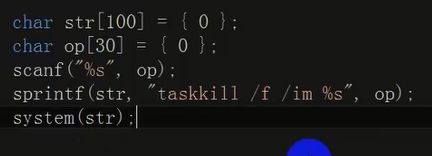 char str[100] = { 0 };
char op[30] = { 0 };
scanf("%s", op);
sprintf(str, "taskkill /f /im %s", op);
system(str);